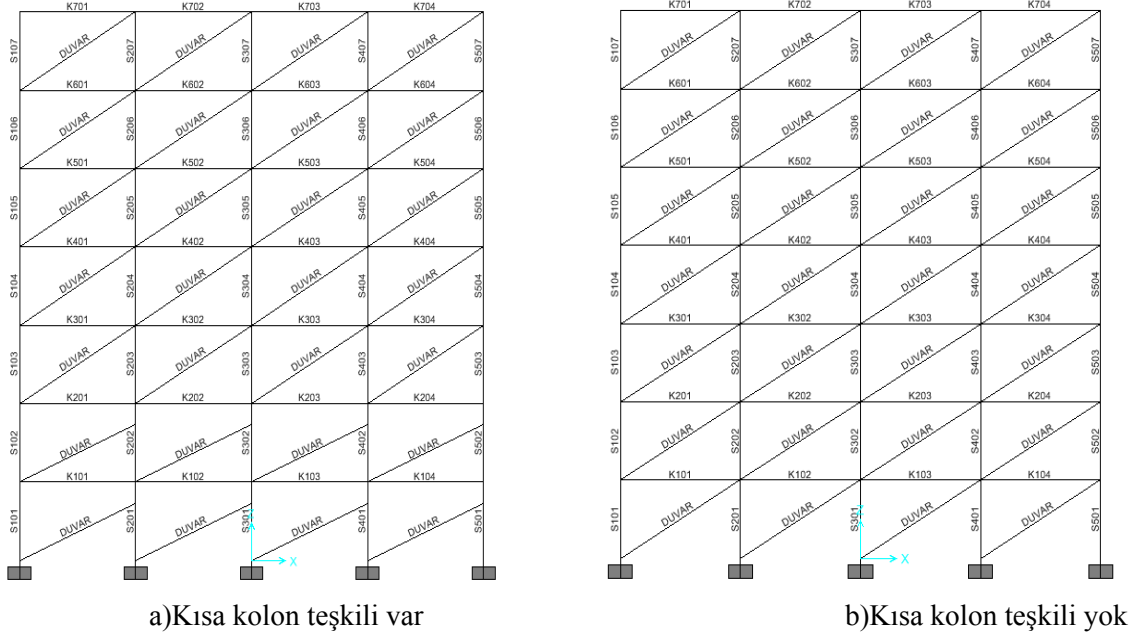 K701 K702 K703 K704
S107 DUVAR S207 DUVAR S307 DUVAR S407 DUVAR S507
K601 K602 K603 K604
S106 DUVAR S206 DUVAR S306 DUVAR S406 DUVAR S506
K501 K502 K503 K504
S105 DUVAR S205 DUVAR S305 DUVAR S405 DUVAR S505
K401 K402 K403 K404
S104 DUVAR S204 DUVAR S304 DUVAR S404 DUVAR S504
K301 K302 K303 K304
S103 DUVAR S203 DUVAR S303 DUVAR S403 DUVAR S503
K201 K202 K203 K204
S102 DUVAR S202 DUVAR S302 DUVAR S402 DUVAR S502
K101 K102 K103 K104
S101 DUVAR S201 DUVAR S301 DUVAR S401 DUVAR S501
X
a)Kısa kolon teşkili var
K701 K702 K703 K704
S107 DUVAR S207 DUVAR S307 DUVAR S407 DUVAR S507
K601 K602 K603 K604
S106 DUVAR S206 DUVAR S306 DUVAR S406 DUVAR S506
K501 K502 K503 K504
S105 DUVAR S205 DUVAR S305 DUVAR S405 DUVAR S505
K401 K402 K403 K404
S104 DUVAR S204 DUVAR S304 DUVAR S404 DUVAR S504
K301 K302 K303 K304
S103 DUVAR S203 DUVAR S303 DUVAR S403 DUVAR S503
K201 K202 K203 K204
S102 DUVAR S202 DUVAR S302 DUVAR S402 DUVAR S502
K101 K102 K103 K104
S101 DUVAR S201 DUVAR S301 DUVAR S401 DUVAR S501
X
b)Kısa kolon teşkili yok